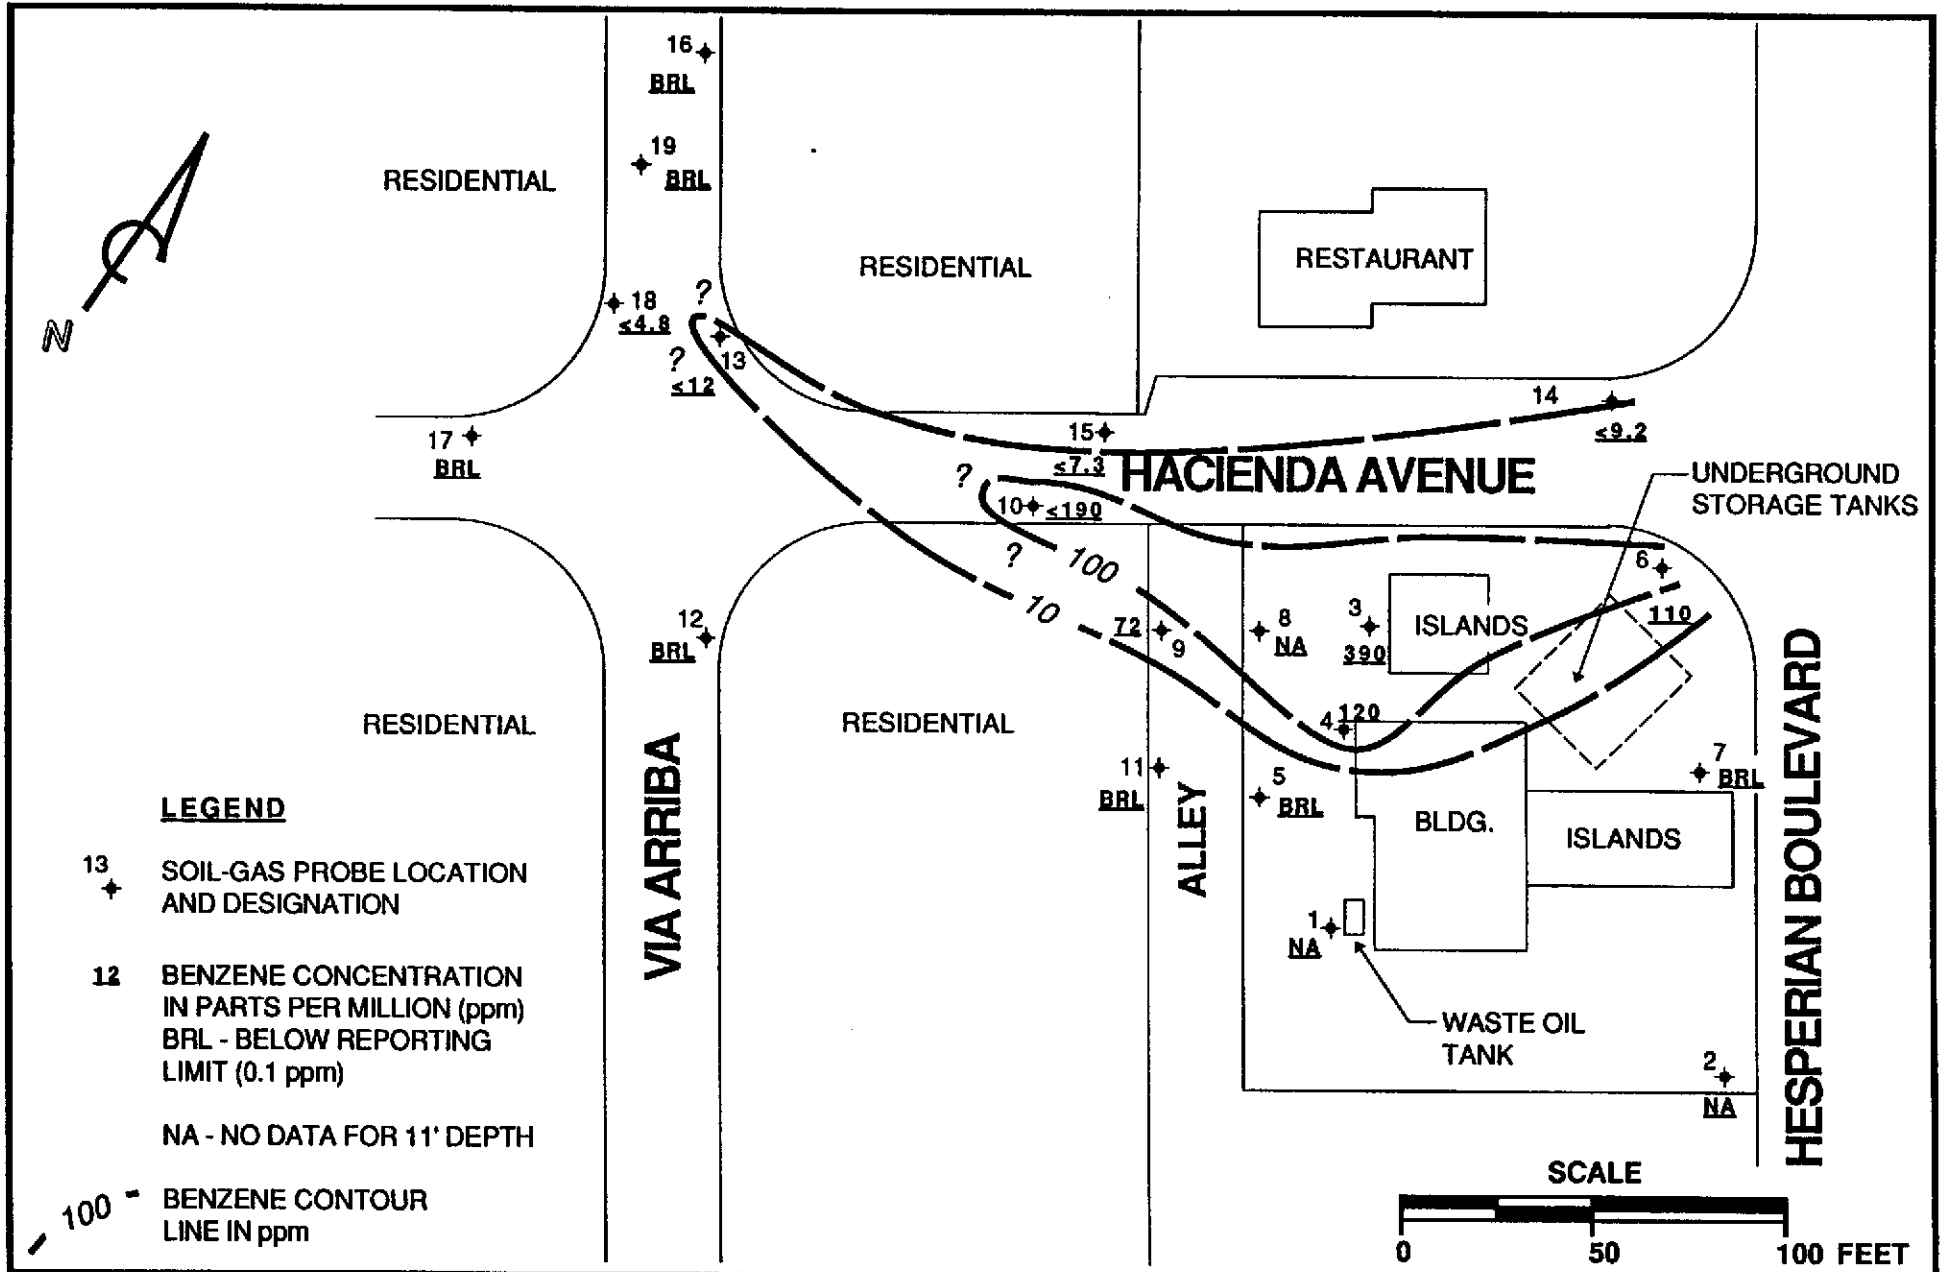 16
BRL
19
BRL
RESIDENTIAL
RESIDENTIAL
RESTAURANT
N
?
18
≤4.8
?
13
≤12
14
≤9.2
17
BRL
15
≤7.3
HACIENDA AVENUE
UNDERGROUND
STORAGE TANKS
?
10
≤190
?
100
10
6
110
12
BRL
72
9
8
NA
3
390
ISLANDS
RESIDENTIAL
RESIDENTIAL
4
120
11
BRL
5
BRL
7
BRL
BLDG.
ISLANDS
VIA ARRIBA
ALLEY
HESPERIAN BOULEVARD
1
NA
WASTE OIL
TANK
2
NA
LEGEND
13
SOIL-GAS PROBE LOCATION
AND DESIGNATION
12
BENZENE CONCENTRATION
IN PARTS PER MILLION (ppm)
BRL - BELOW REPORTING
LIMIT (0.1 ppm)
NA - NO DATA FOR 11' DEPTH
100
BENZENE CONTOUR
LINE IN ppm
SCALE
0 50 100 FEET